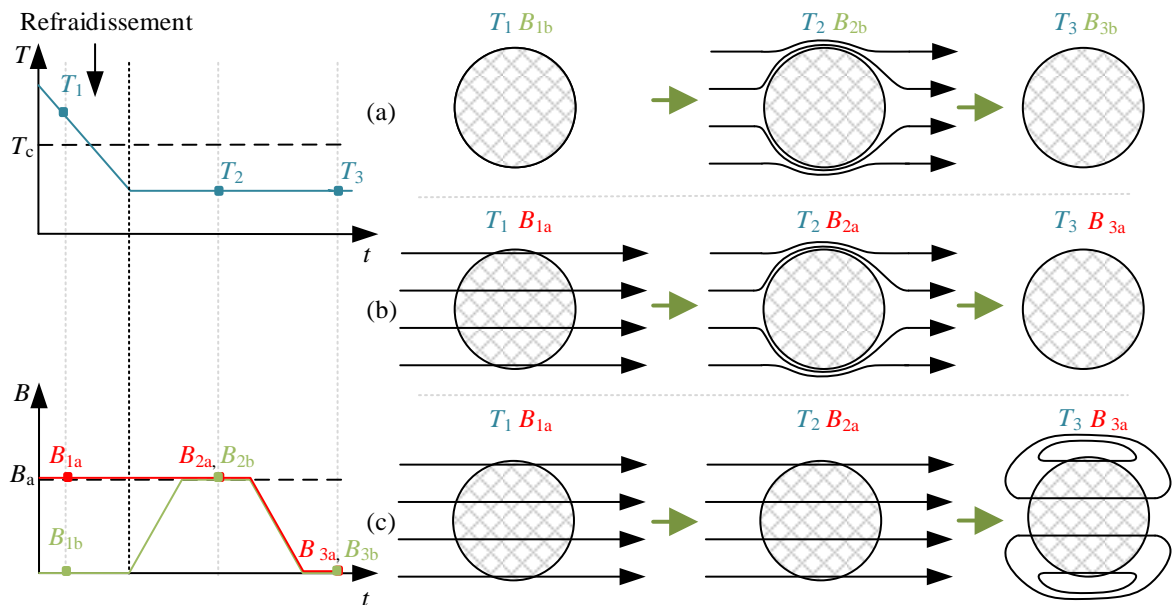 Refraidissement
T
T1
Tc
T2
T3
t
B
B1a
B2a, B2b
Ba
B1b
B 3a, B3b
t
(a)
T1 B1b
T2 B2b
T3 B3b
(b)
T1 B1a
T2 B2a
T3 B 3a
(c)
T1 B1a
T2 B2a
T3 B 3a